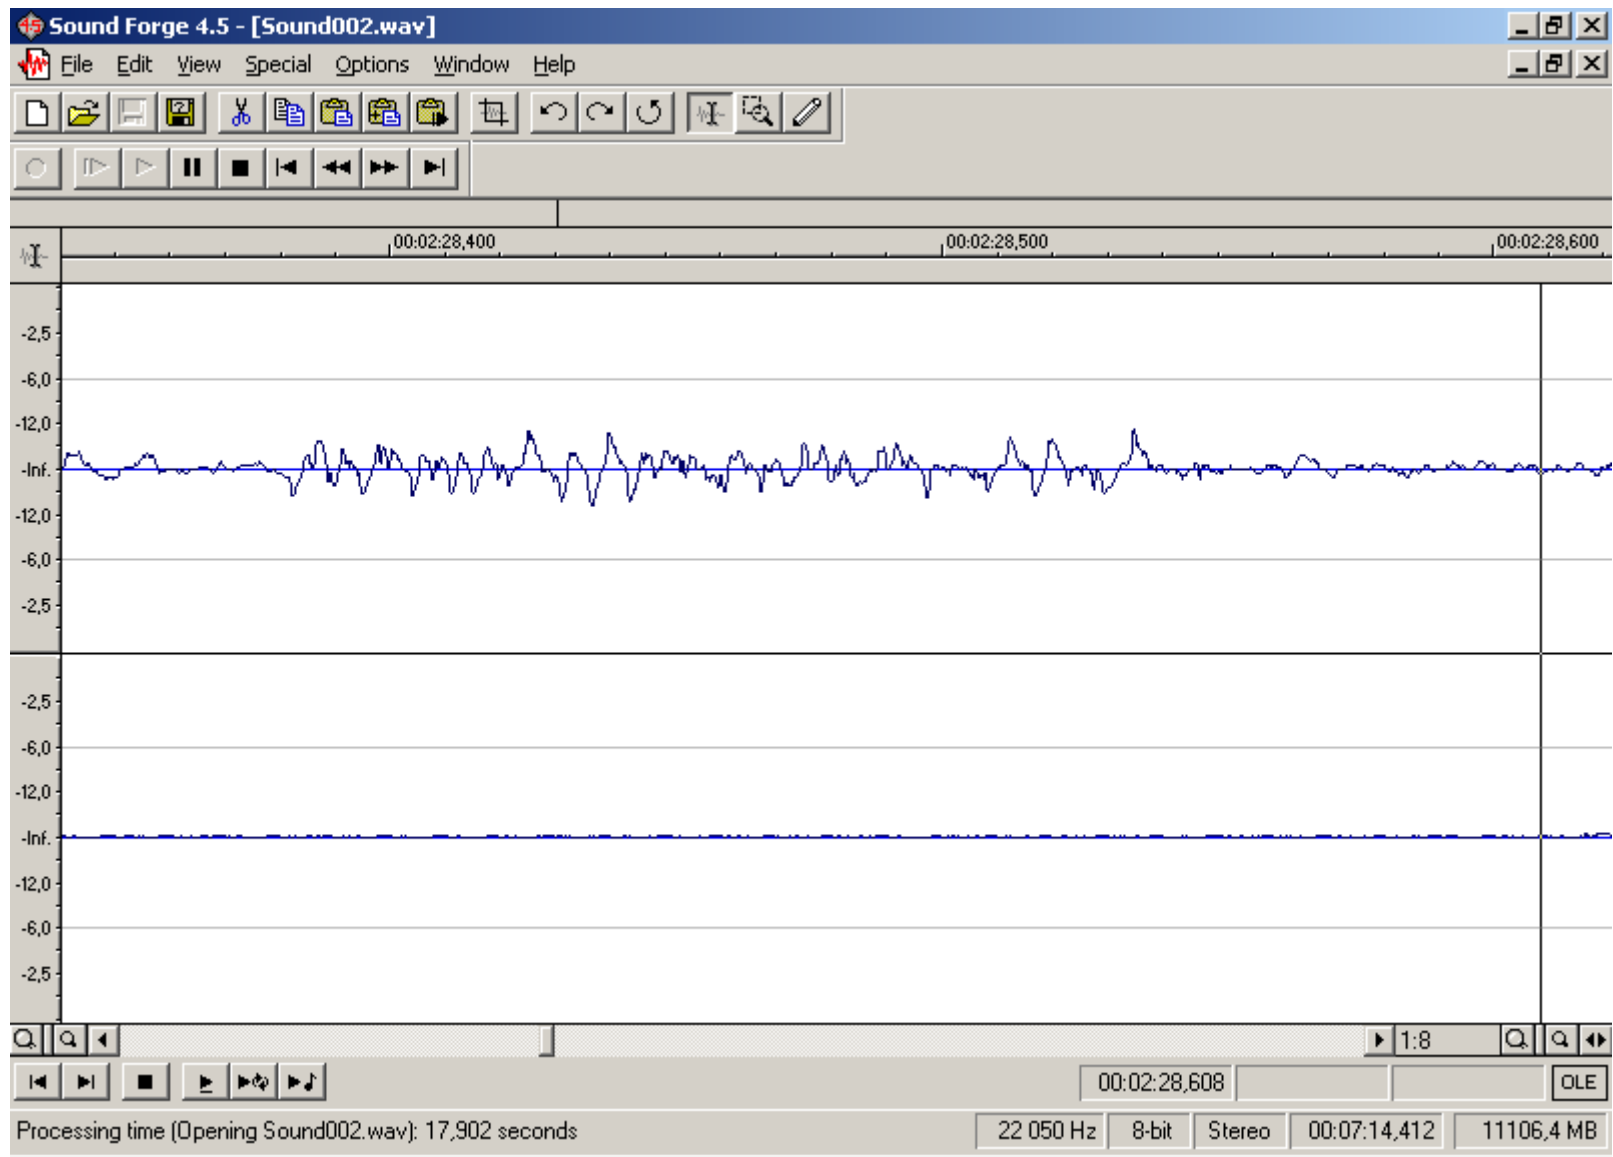 Sound Forge 4.5 - [Sound002.wav]
File Edit View Special Options Window Help
00:02:28,400 00:02:28,500 00:02:28,600
-2,5
-6,0
-12,0
-Inf.
-12,0
-6,0
-2,5
-2,5
-6,0
-12,0
-Inf.
-12,0
-6,0
-2,5
1:8
00:02:28,608 OLE
Processing time (Opening Sound002.wav): 17,902 seconds 22 050 Hz 8-bit Stereo 00:07:14,412 11106,4 MB